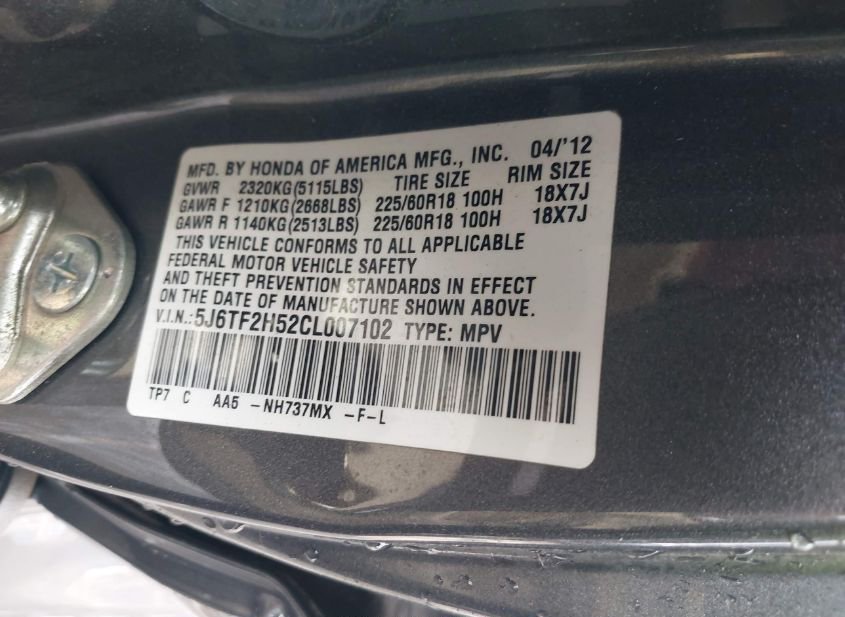 MFD. BY HONDA OF AMERICA MFG., INC. 04/'12
GVWR 2320KG(5115LBS) TIRE SIZE RIM SIZE
GAWR F 1210KG(2668LBS) 225/60R18 100H 18X7J
GAWR R 1140KG(2513LBS) 225/60R18 100H 18X7J
THIS VEHICLE CONFORMS TO ALL APPLICABLE
FEDERAL MOTOR VEHICLE SAFETY
AND THEFT PREVENTION STANDARDS IN EFFECT
ON THE DATE OF MANUFACTURE SHOWN ABOVE.
V.I.N.:5J6TF2H52CL007102 TYPE: MPV
TP7 C AA5 -NH737MX -F-L